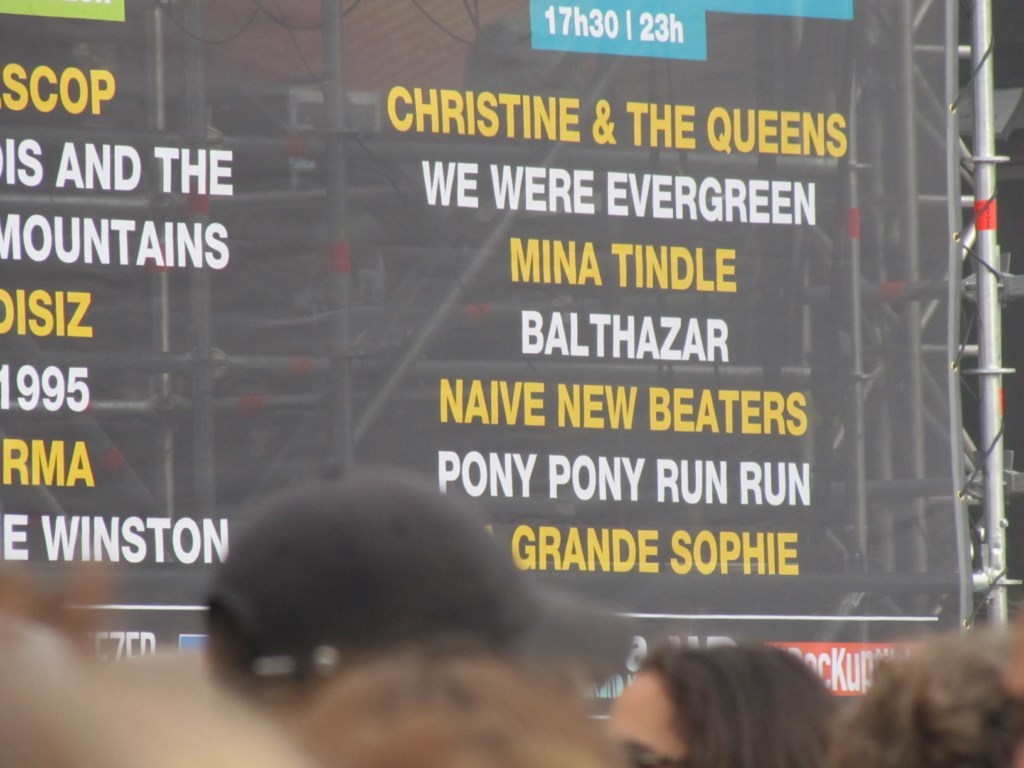 SCOP
DIS AND THE
MOUNTAINS
DISIZ
1995
RMA
E WINSTON
17h30 | 23h
CHRISTINE & THE QUEENS
WE WERE EVERGREEN
MINA TINDLE
BALTHAZAR
NAIVE NEW BEATERS
PONY PONY RUN RUN
GRANDE SOPHIE